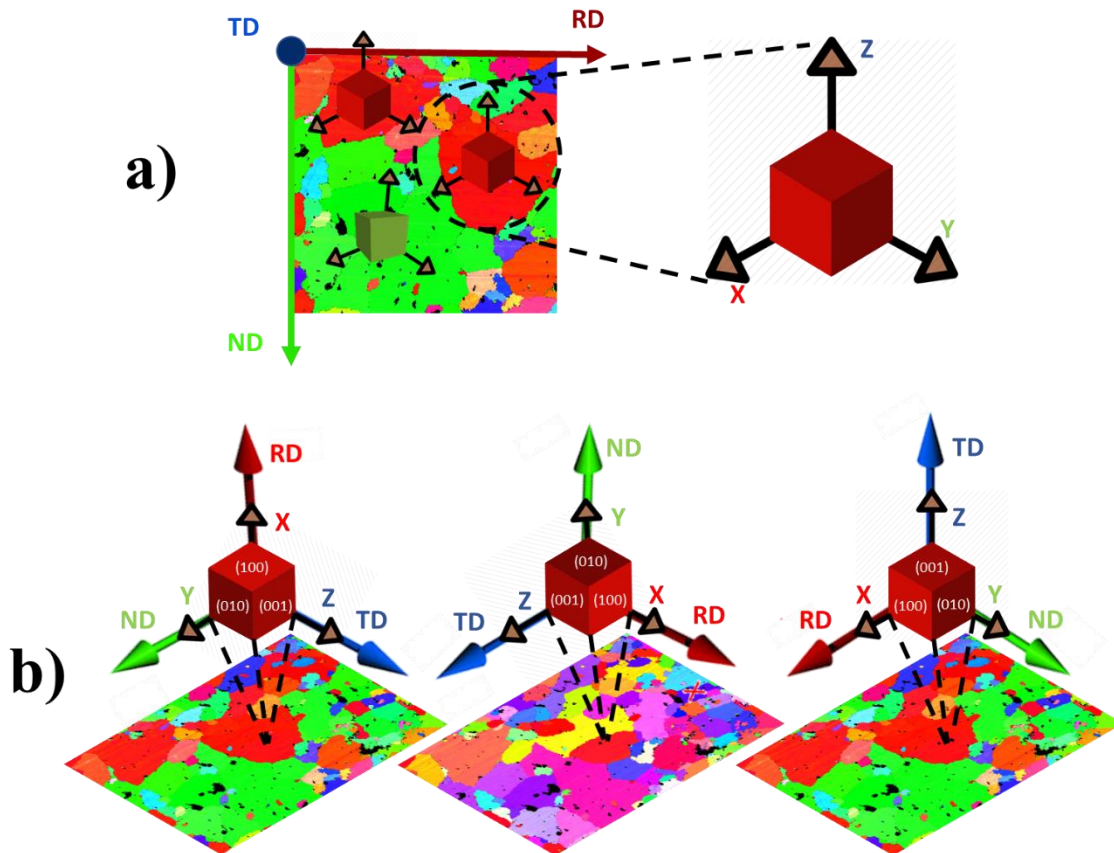 TD
RD
Z
a)
Y
X
ND
RD
ND
TD
X
Y
Z
(100)
(010)
(001)
Y
Z
(010) (001)
(001) (100)
(100) (010)
Z
X
X
Y
ND
TD
TD
RD
RD
ND
b)